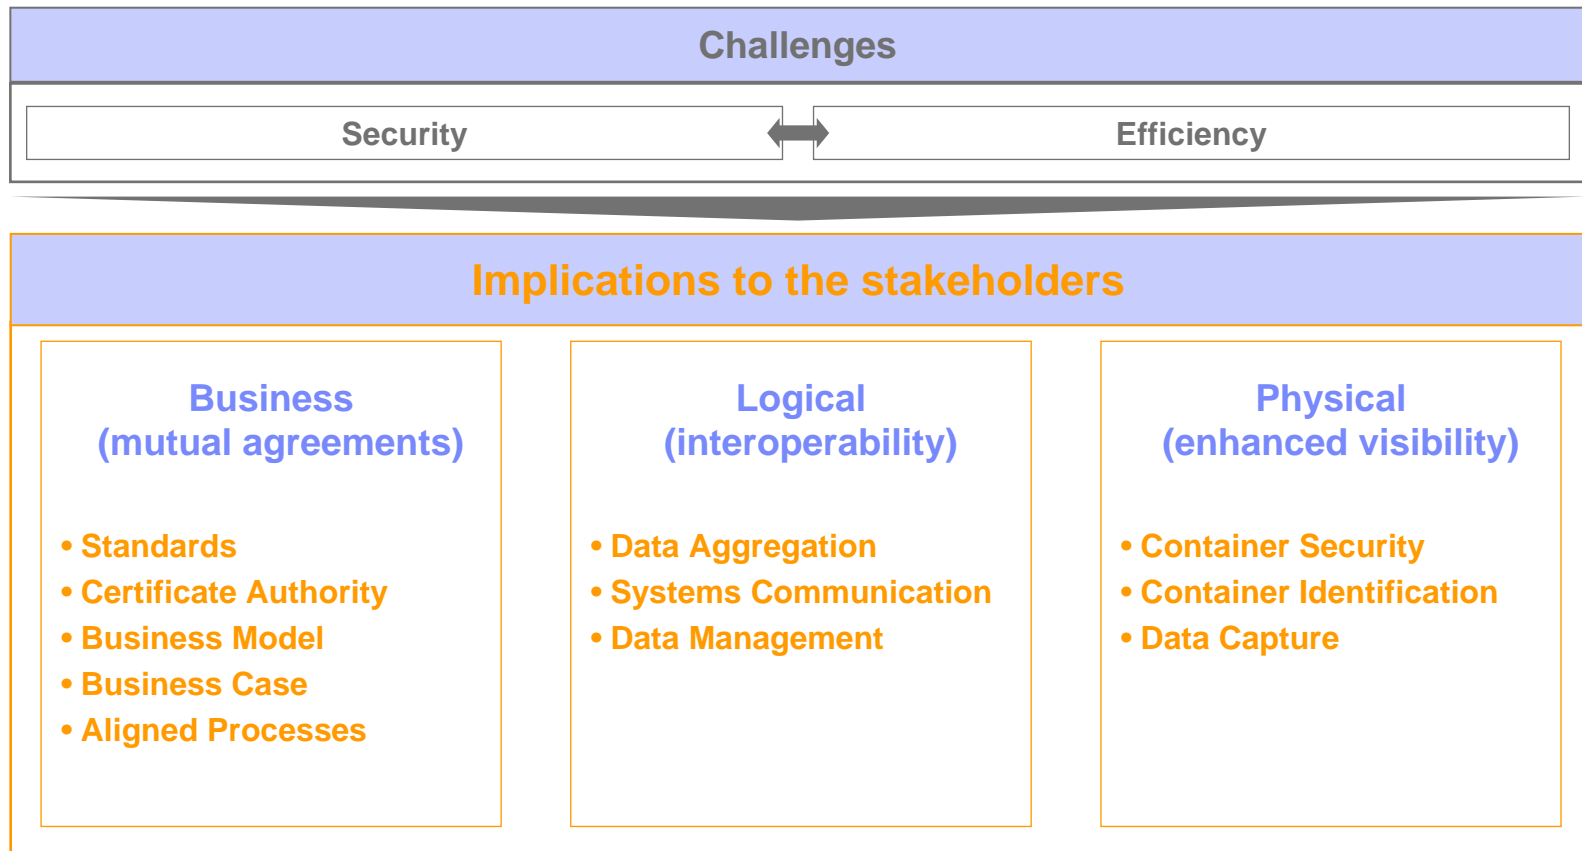 Challenges
Security
Efficiency
Implications to the stakeholders
Business
(mutual agreements)
• Standards
• Certificate Authority
• Business Model
• Business Case
• Aligned Processes
Logical
(interoperability)
• Data Aggregation
• Systems Communication
• Data Management
Physical
(enhanced visibility)
• Container Security
• Container Identification
• Data Capture